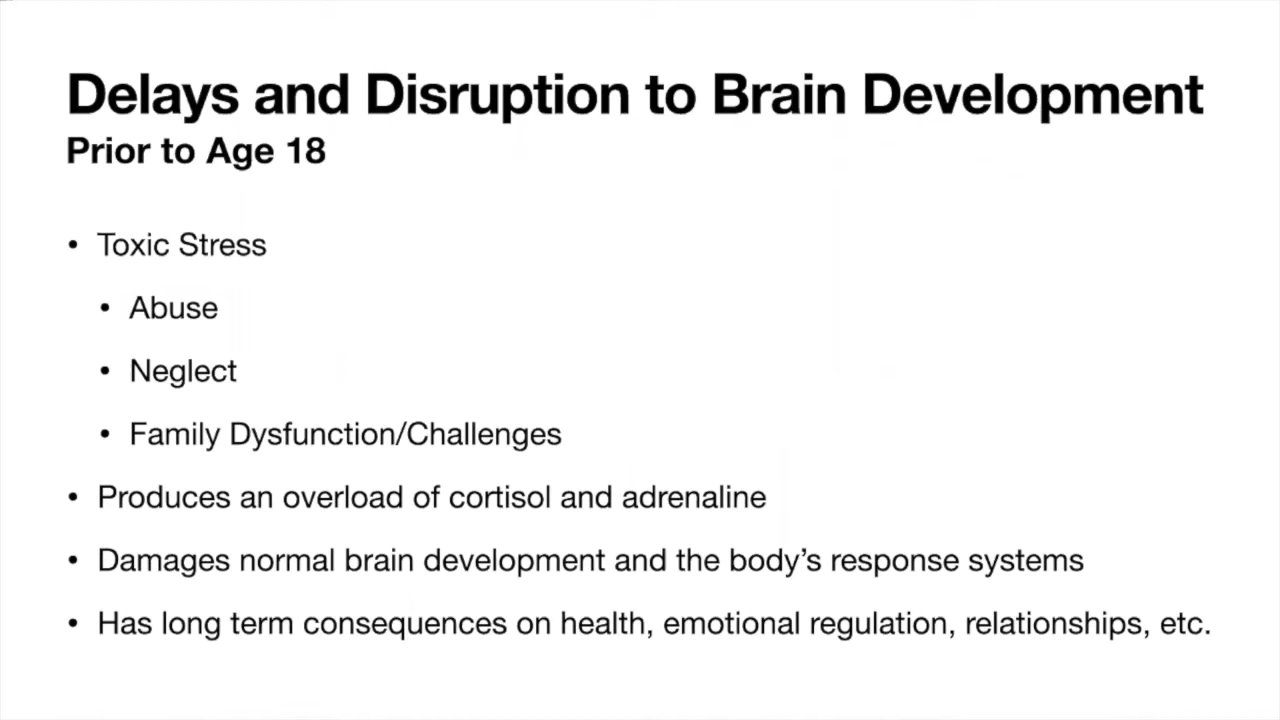 Delays and Disruption to Brain Development
Prior to Age 18
• Toxic Stress
• Abuse
• Neglect
• Family Dysfunction/Challenges
• Produces an overload of cortisol and adrenaline
• Damages normal brain development and the body’s response systems
• Has long term consequences on health, emotional regulation, relationships, etc.